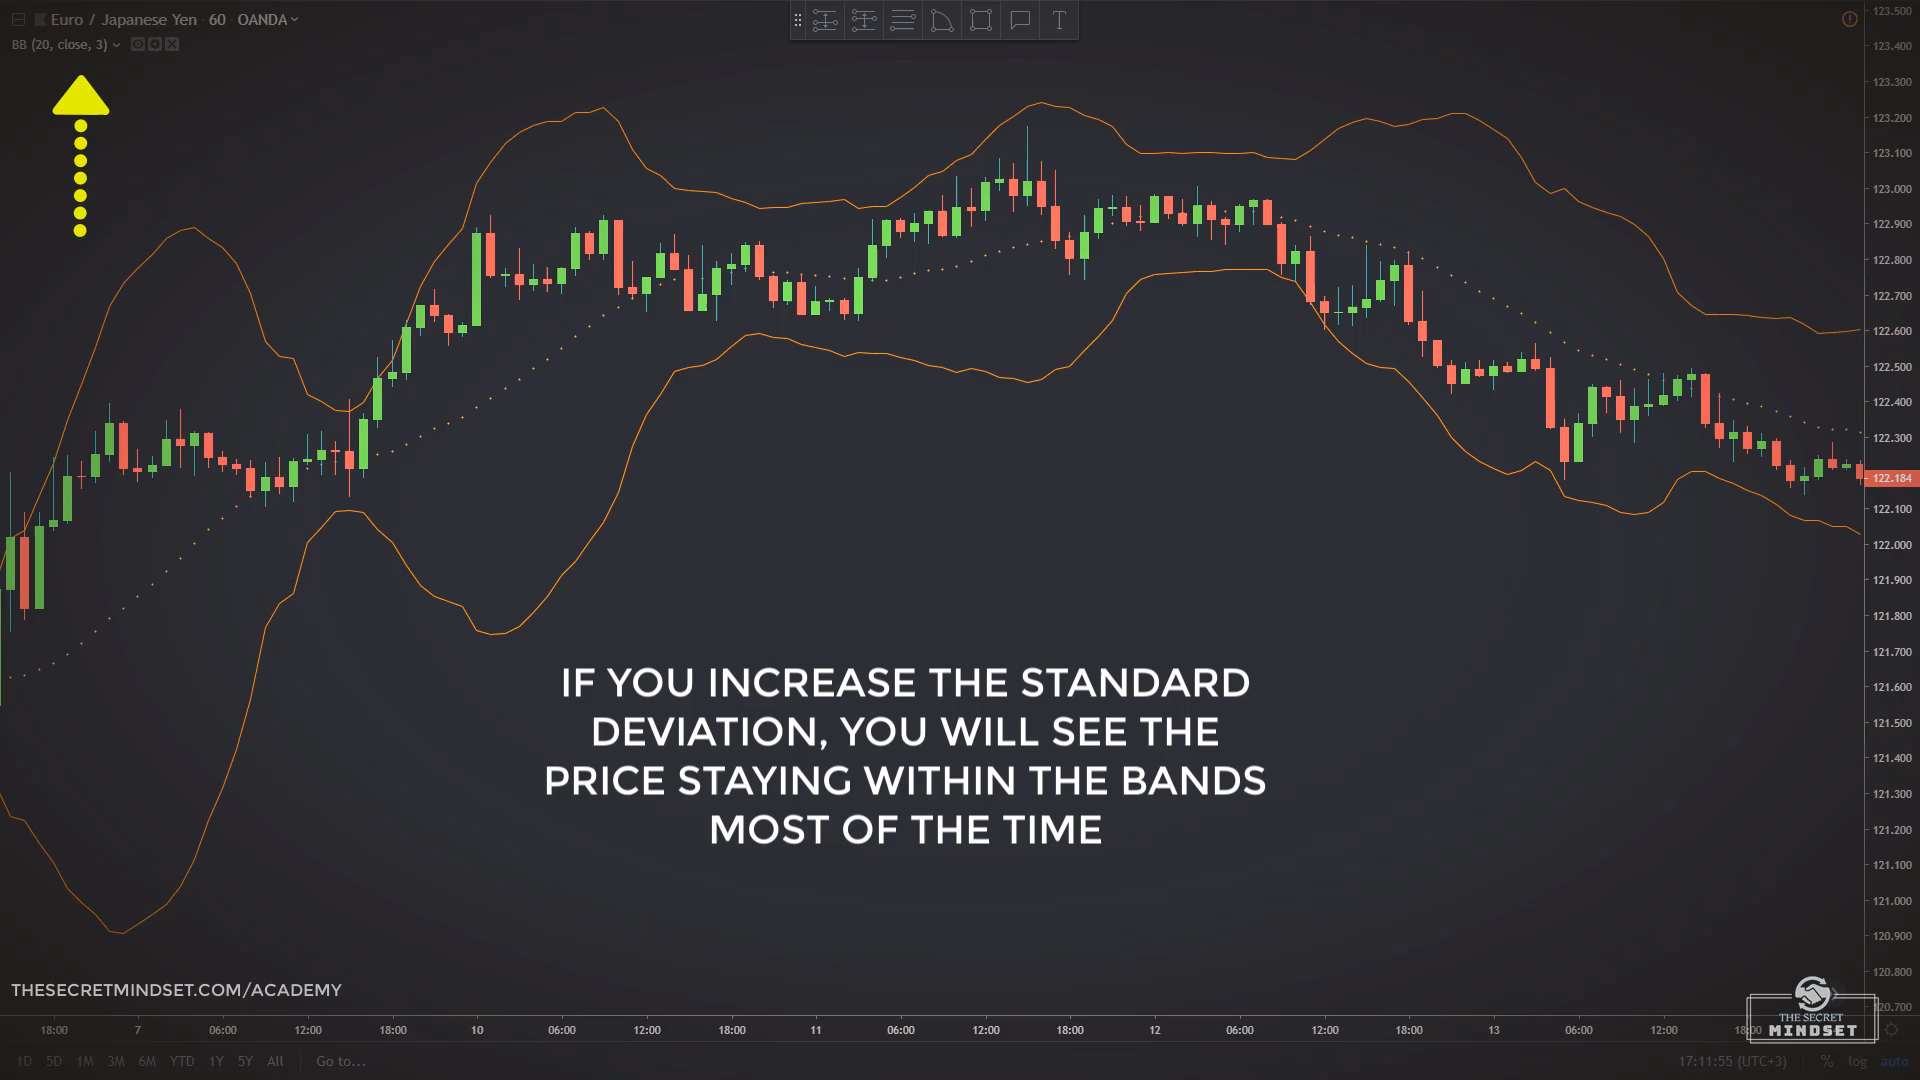 Euro / Japanese Yen 60 OANDA
BB (20, close, 3)
T
123.500
123.400
123.300
123.200
123.100
123.000
122.900
122.800
122.700
122.600
122.500
122.400
122.300
122.184
122.100
122.000
121.900
121.800
121.700
121.600
121.500
121.400
121.300
121.200
121.100
121.000
120.900
120.800
120.700
IF YOU INCREASE THE STANDARD
DEVIATION, YOU WILL SEE THE
PRICE STAYING WITHIN THE BANDS
MOST OF THE TIME
THESECRETMINDSET.COM/ACADEMY
THE SECRET
MINDSET
18:00 7 06:00 12:00 18:00 10 06:00 12:00 18:00 11 06:00 12:00 18:00 12 06:00 12:00 18:00 13 06:00 12:00 18:00
1D 5D 1M 3M 6M YTD 1Y 5Y All Go to... 17:11:55 (UTC+3) % log auto